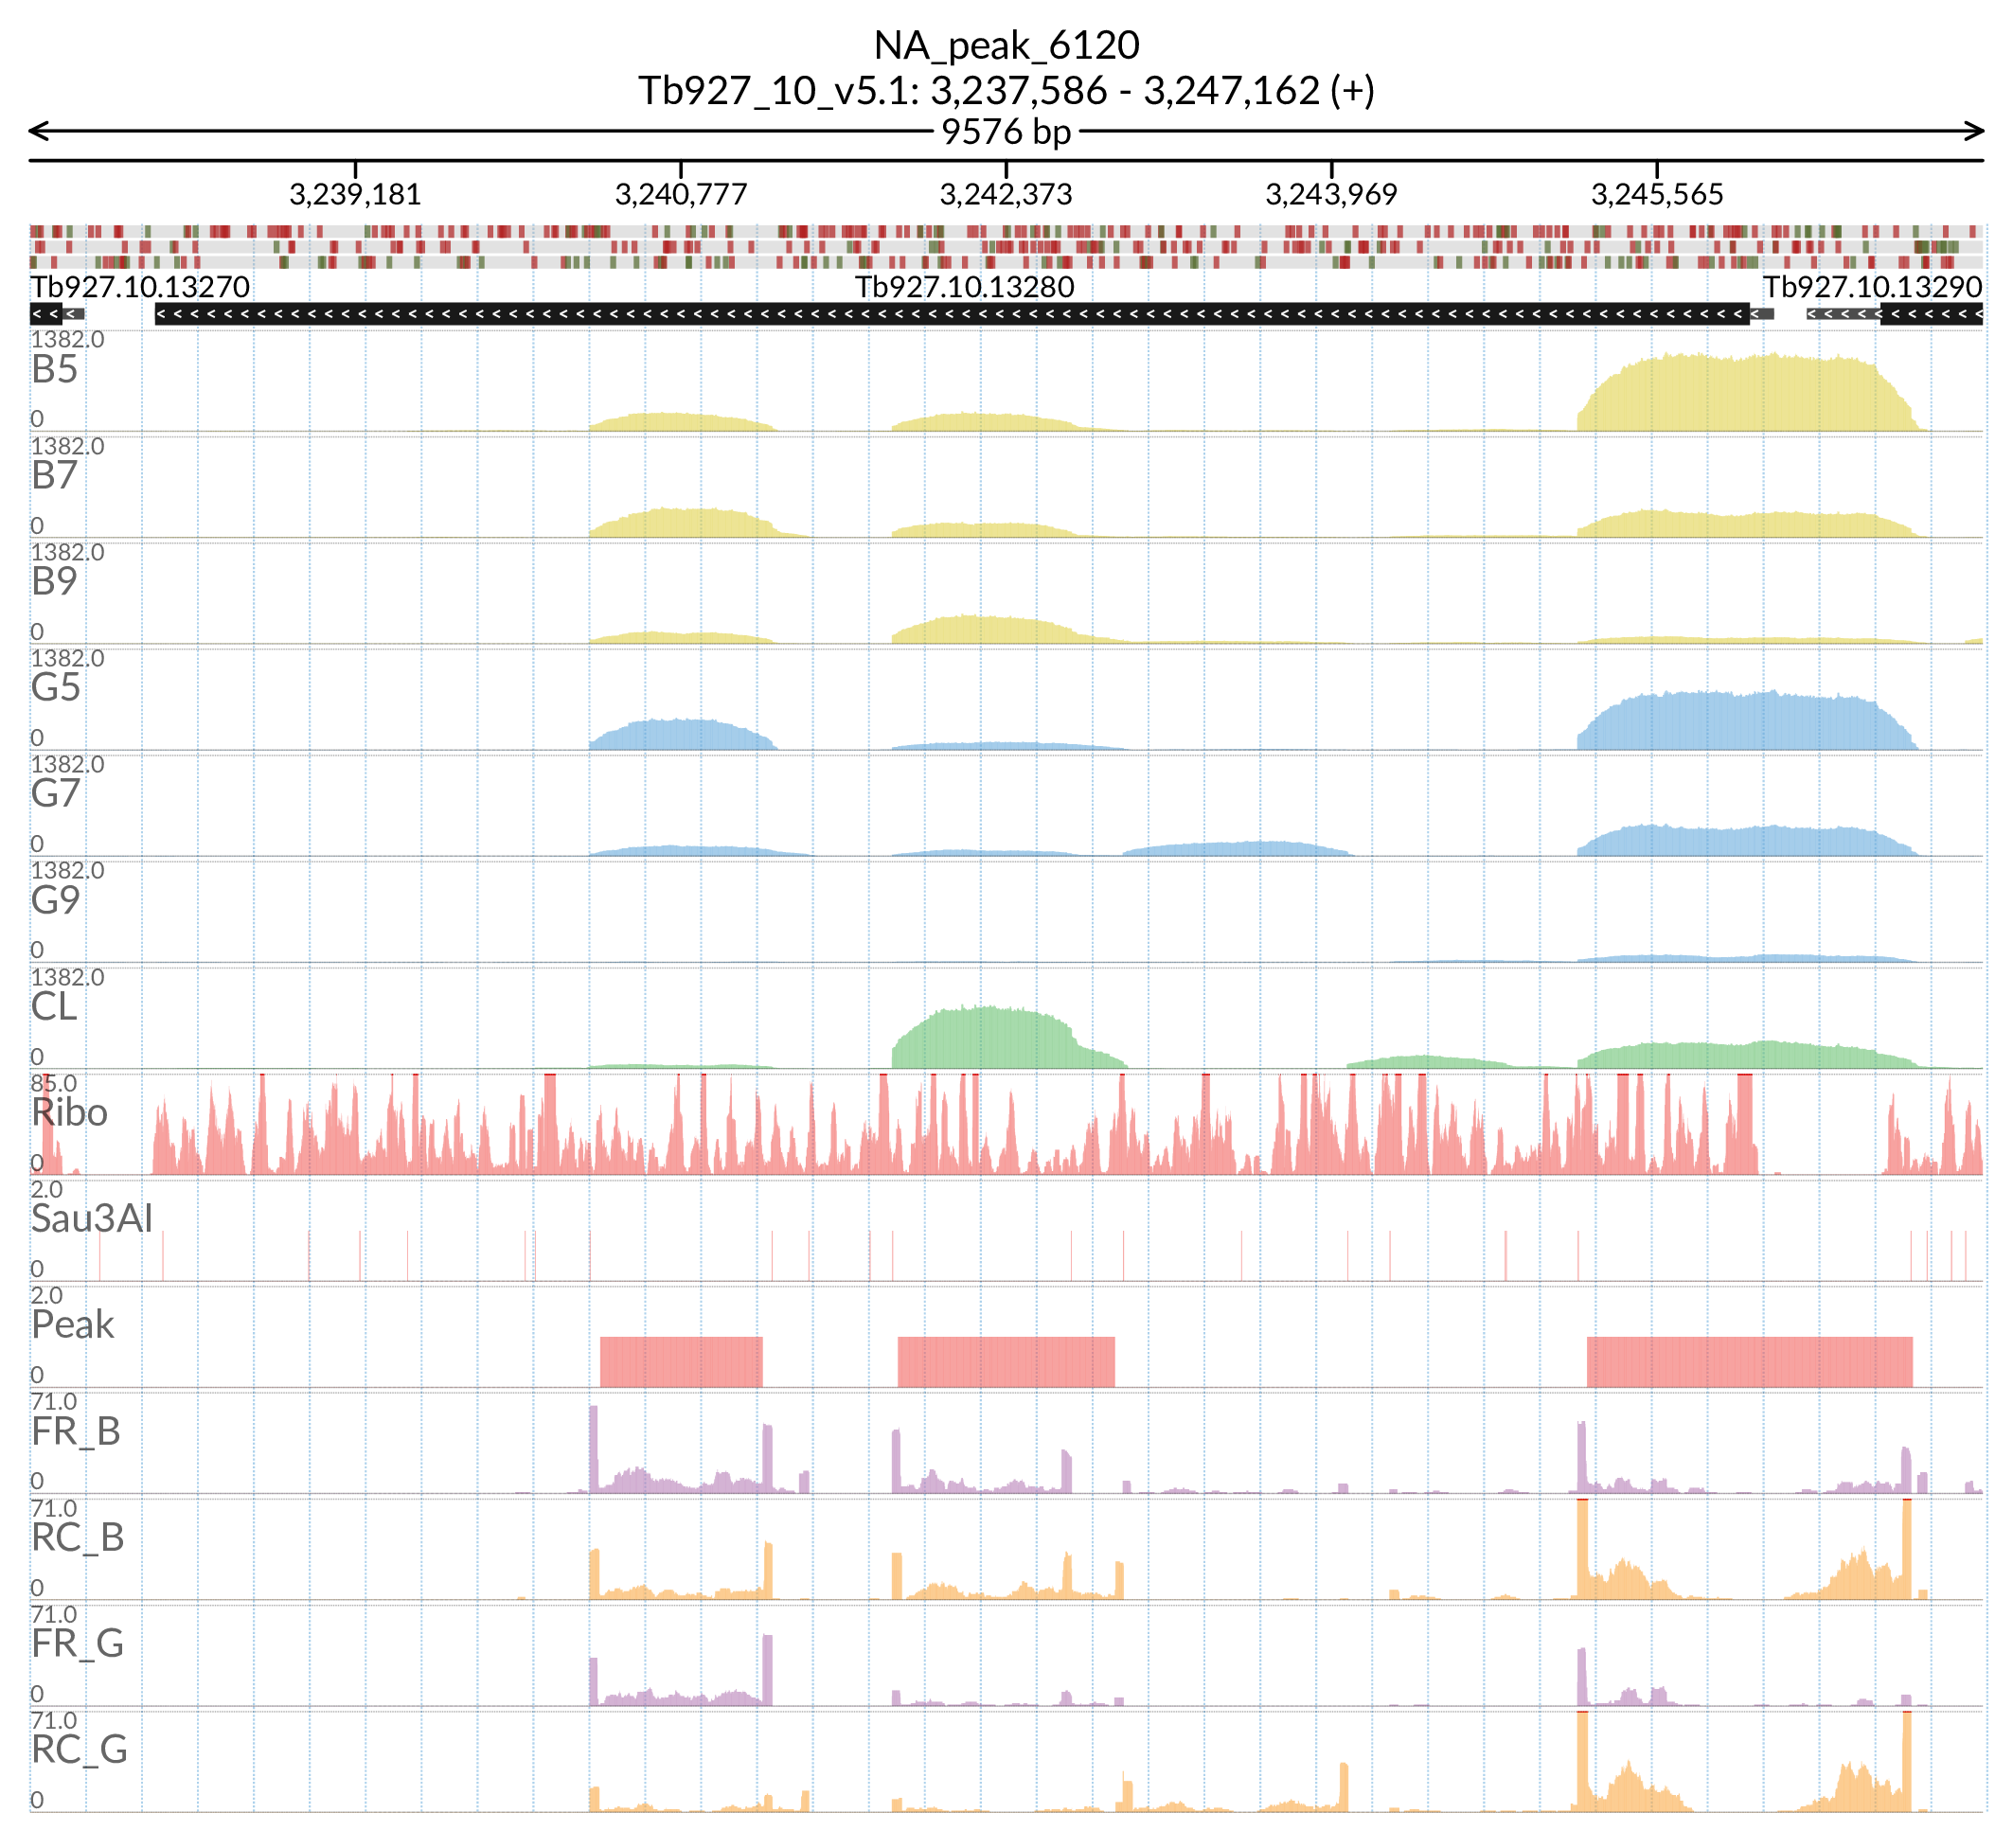 NA_peak_6120
Tb927_10_v5.1: 3,237,586 - 3,247,162 (+)
9576 bp
3,239,181 3,240,777 3,242,373 3,243,969 3,245,565
Tb927.10.13270 Tb927.10.13280 Tb927.10.13290
1382.0
B5
0
1382.0
B7
0
1382.0
B9
0
1382.0
G5
0
1382.0
G7
0
1382.0
G9
0
1382.0
CL
0
85.0
Ribo
0
2.0
Sau3AI
0
2.0
Peak
0
71.0
FR_B
0
71.0
RC_B
0
71.0
FR_G
0
71.0
RC_G
0